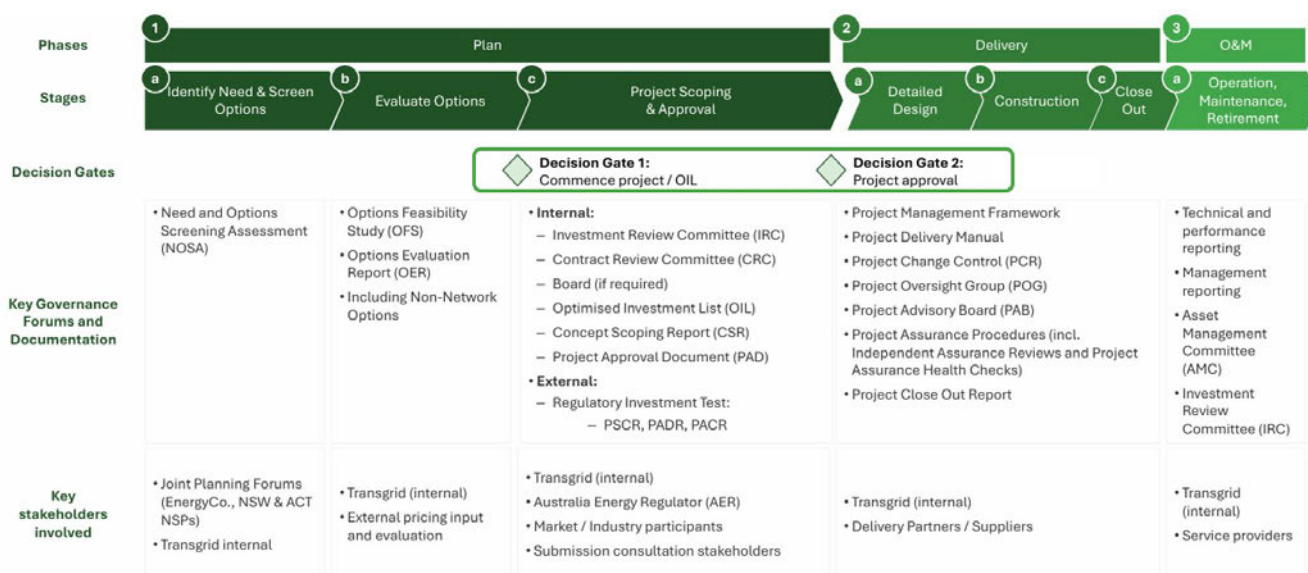 Phases
1
Plan
2
Delivery
3
O&M
Stages
a
Identify Need & Screen
Options
b
Evaluate Options
c
Project Scoping
& Approval
a
Detailed
Design
b
Construction
c
Close
Out
a
Operation,
Maintenance,
Retirement
Decision Gates
Decision Gate 1:
Commence project / OIL
Decision Gate 2:
Project approval
Key Governance
Forums and
Documentation
• Need and Options
Screening Assessment
(NOSA)
• Options Feasibility
Study (OFS)
• Options Evaluation
Report (OER)
• Including Non-Network
Options
• Internal:
– Investment Review Committee (IRC)
– Contract Review Committee (CRC)
– Board (if required)
– Optimised Investment List (OIL)
– Concept Scoping Report (CSR)
– Project Approval Document (PAD)
• External:
– Regulatory Investment Test:
– PSCR, PADR, PACR
• Project Management Framework
• Project Delivery Manual
• Project Change Control (PCR)
• Project Oversight Group (POG)
• Project Advisory Board (PAB)
• Project Assurance Procedures (incl.
Independent Assurance Reviews and Project
Assurance Health Checks)
• Project Close Out Report
• Technical and
performance
reporting
• Management
reporting
• Asset
Management
Committee
(AMC)
• Investment
Review
Committee (IRC)
Key
stakeholders
involved
• Joint Planning Forums
(EnergyCo., NSW & ACT
NSPs)
• Transgrid internal
• Transgrid (internal)
• External pricing input
and evaluation
• Transgrid (internal)
• Australia Energy Regulator (AER)
• Market / Industry participants
• Submission consultation stakeholders
• Transgrid (internal)
• Delivery Partners / Suppliers
• Transgrid
(internal)
• Service providers